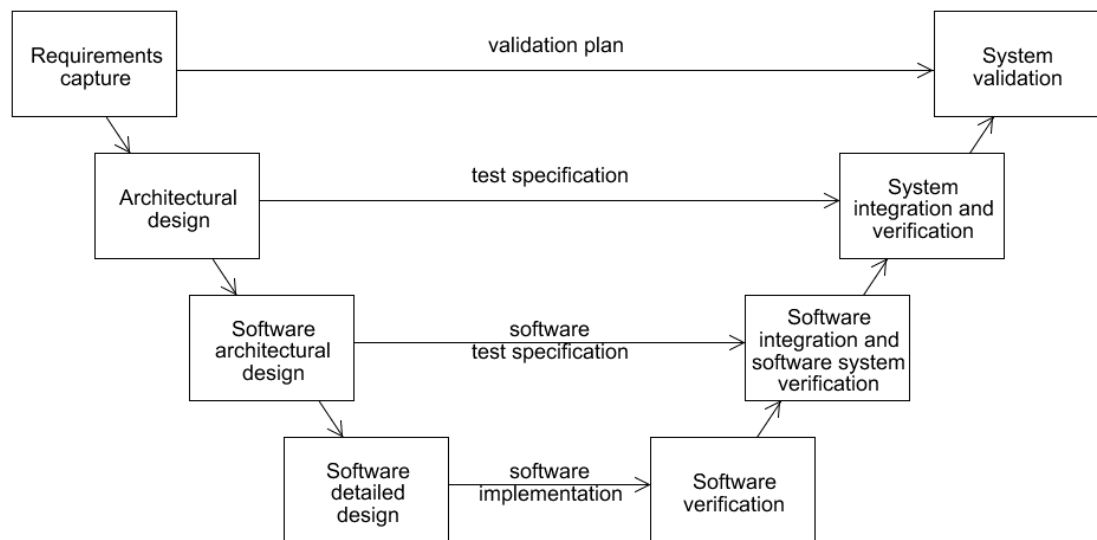 Requirements
capture
validation plan
System
validation
Architectural
design
test specification
System
integration and
verification
Software
architectural
design
software
test specification
Software
integration and
software system
verification
Software
detailed
design
software
implementation
Software
verification